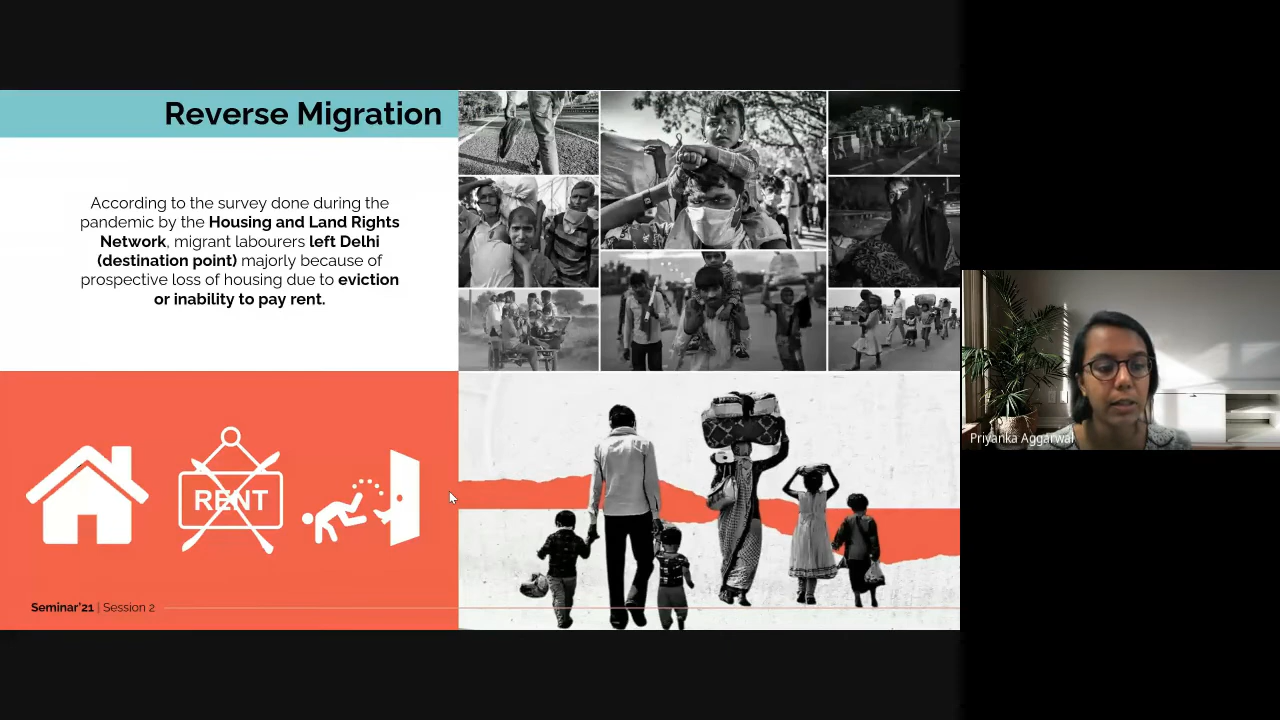 Reverse Migration
According to the survey done during the
pandemic by the Housing and Land Rights
Network, migrant labourers left Delhi
(destination point) majorly because of
prospective loss of housing due to eviction
or inability to pay rent.
RENT
Seminar'21 | Session 2
Priyanka Aggarwal